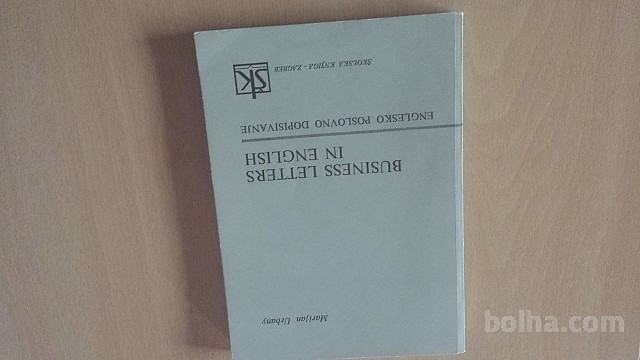 Marijan Urbany
BUSINESS LETTERS
IN ENGLISH
ENGLESKO POSLOVNO DOPISIVANJE
ŠK
ŠKOLSKA KNJIGA - ZAGREB
bolha.com